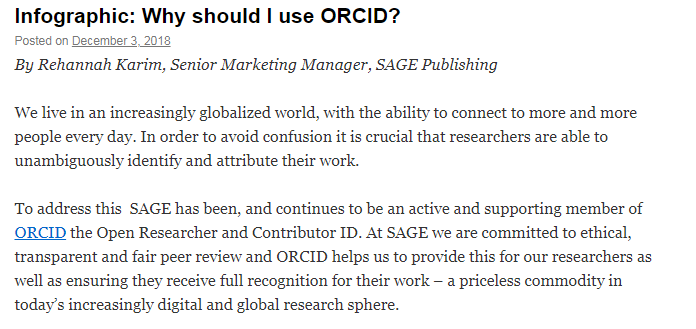 Infographic: Why should I use ORCID?
Posted on December 3, 2018
By Rehannah Karim, Senior Marketing Manager, SAGE Publishing
We live in an increasingly globalized world, with the ability to connect to more and more
people every day. In order to avoid confusion it is crucial that researchers are able to
unambiguously identify and attribute their work.
To address this  SAGE has been, and continues to be an active and supporting member of
ORCID the Open Researcher and Contributor ID. At SAGE we are committed to ethical,
transparent and fair peer review and ORCID helps us to provide this for our researchers as
well as ensuring they receive full recognition for their work – a priceless commodity in
today’s increasingly digital and global research sphere.